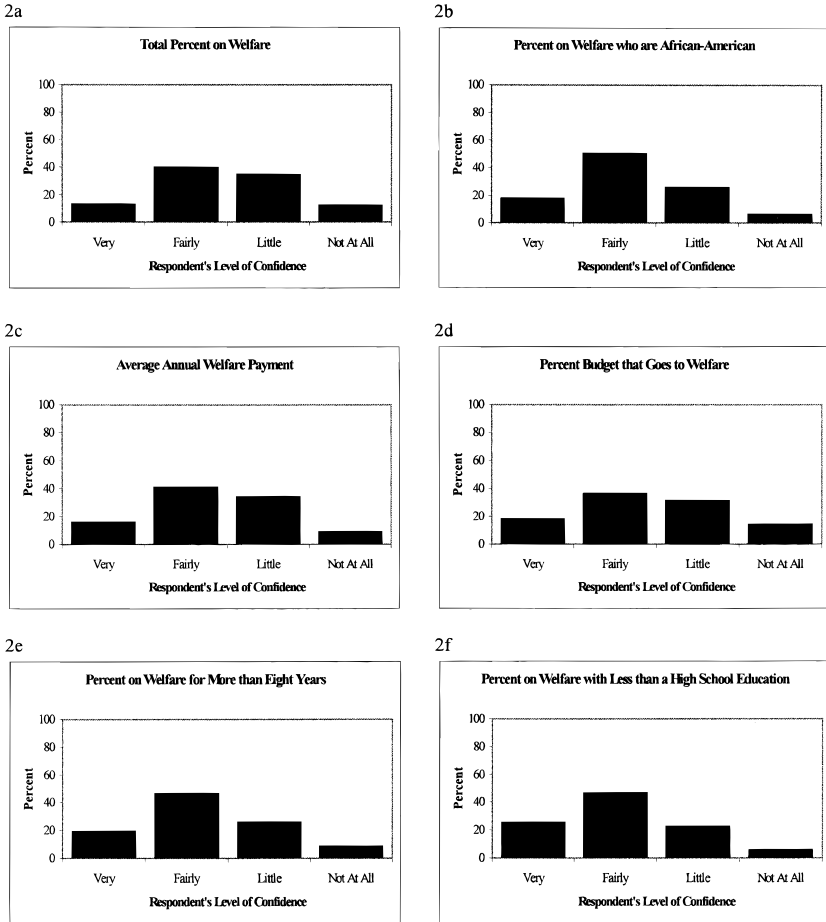 2a
Total Percent on Welfare
Percent
100
80
60
40
20
0
Very Fairly Little Not At All
Respondent's Level of Confidence
2b
Percent on Welfare who are African-American
Percent
100
80
60
40
20
0
Very Fairly Little Not At All
Respondent's Level of Confidence
2c
Average Annual Welfare Payment
Percent
100
80
60
40
20
0
Very Fairly Little Not At All
Respondent's Level of Confidence
2d
Percent Budget that Goes to Welfare
Percent
100
80
60
40
20
0
Very Fairly Little Not At All
Respondent's Level of Confidence
2e
Percent on Welfare for More than Eight Years
Percent
100
80
60
40
20
0
Very Fairly Little Not At All
Respondent's Level of Confidence
2f
Percent on Welfare with Less than a High School Education
Percent
100
80
60
40
20
0
Very Fairly Little Not At All
Respondent's Level of Confidence